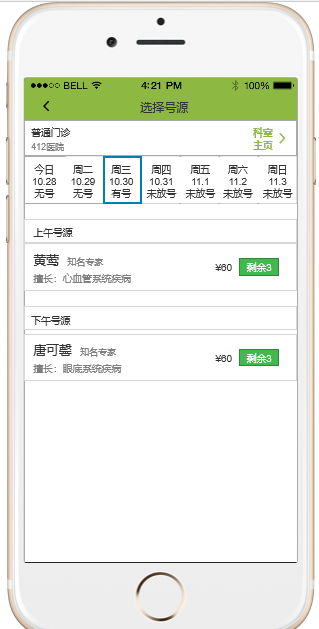 BELL 4:21 PM 100%
选择号源
普通门诊
412医院
科室
主页
今日 周二 周三 周四 周五 周六 周日
10.28 10.29 10.30 10.31 11.1 11.2 11.3
无号 无号 有号 未放号 未放号 未放号 未放号
上午号源
黄莺 知名专家
¥60 剩余3
擅长：心血管系统疾病
下午号源
唐可馨 知名专家
¥60 剩余3
擅长：眼底系统疾病